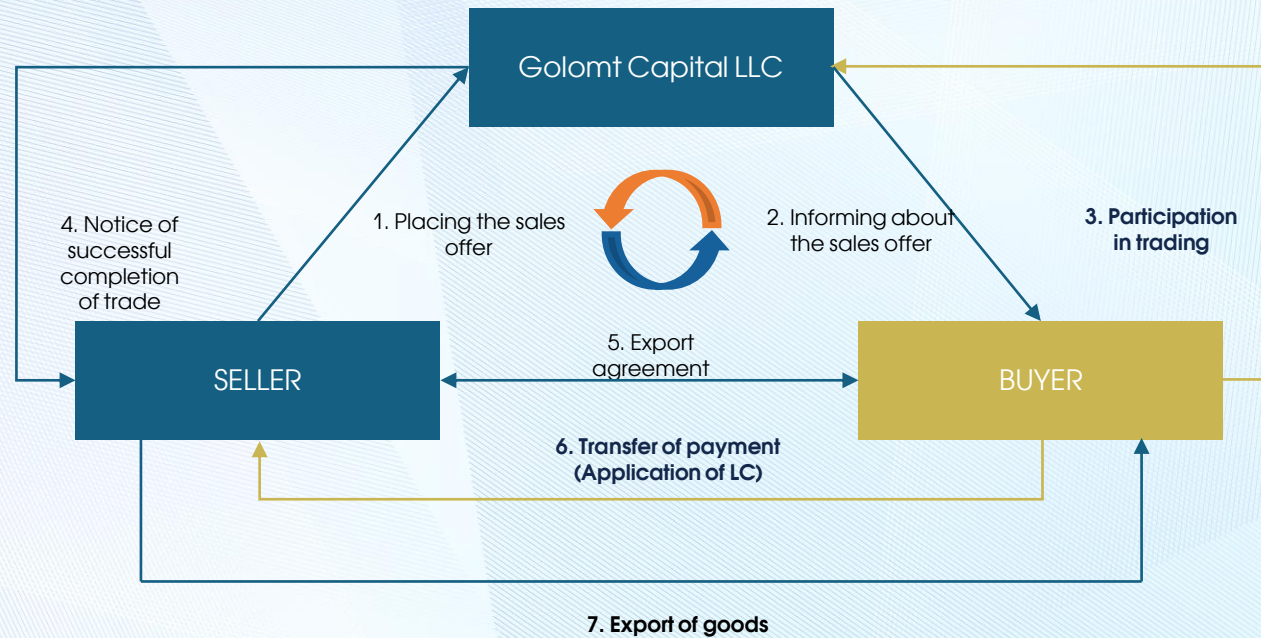 Golomt Capital LLC
4. Notice of
successful
completion
of trade
1. Placing the sales
offer
2. Informing about
the sales offer
3. Participation
in trading
SELLER
5. Export
agreement
BUYER
6. Transfer of payment
(Application of LC)
7. Export of goods